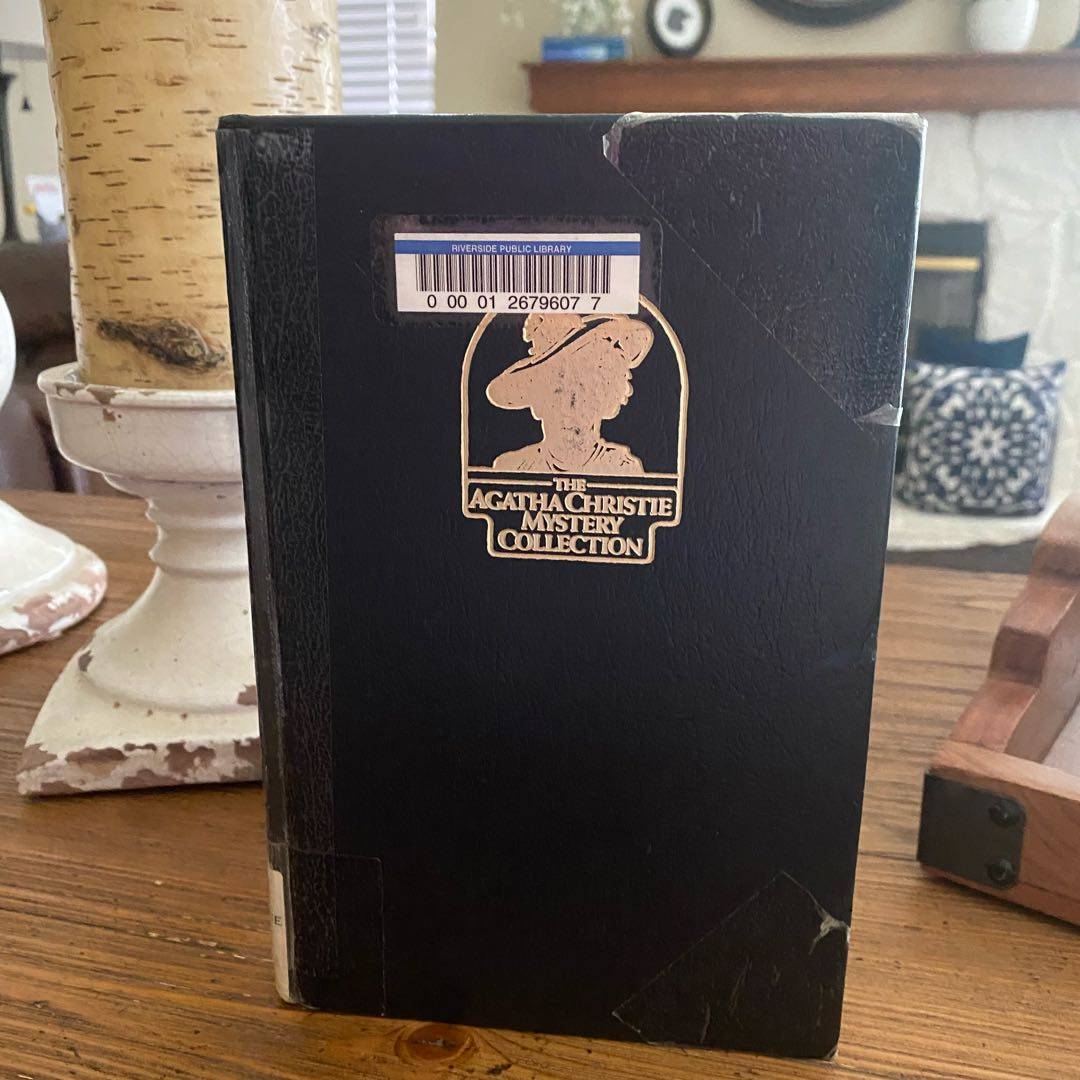 RIVERSIDE PUBLIC LIBRARY
0 00 01 2679607 7
THE
AGATHA CHRISTIE
MYSTERY
COLLECTION
E